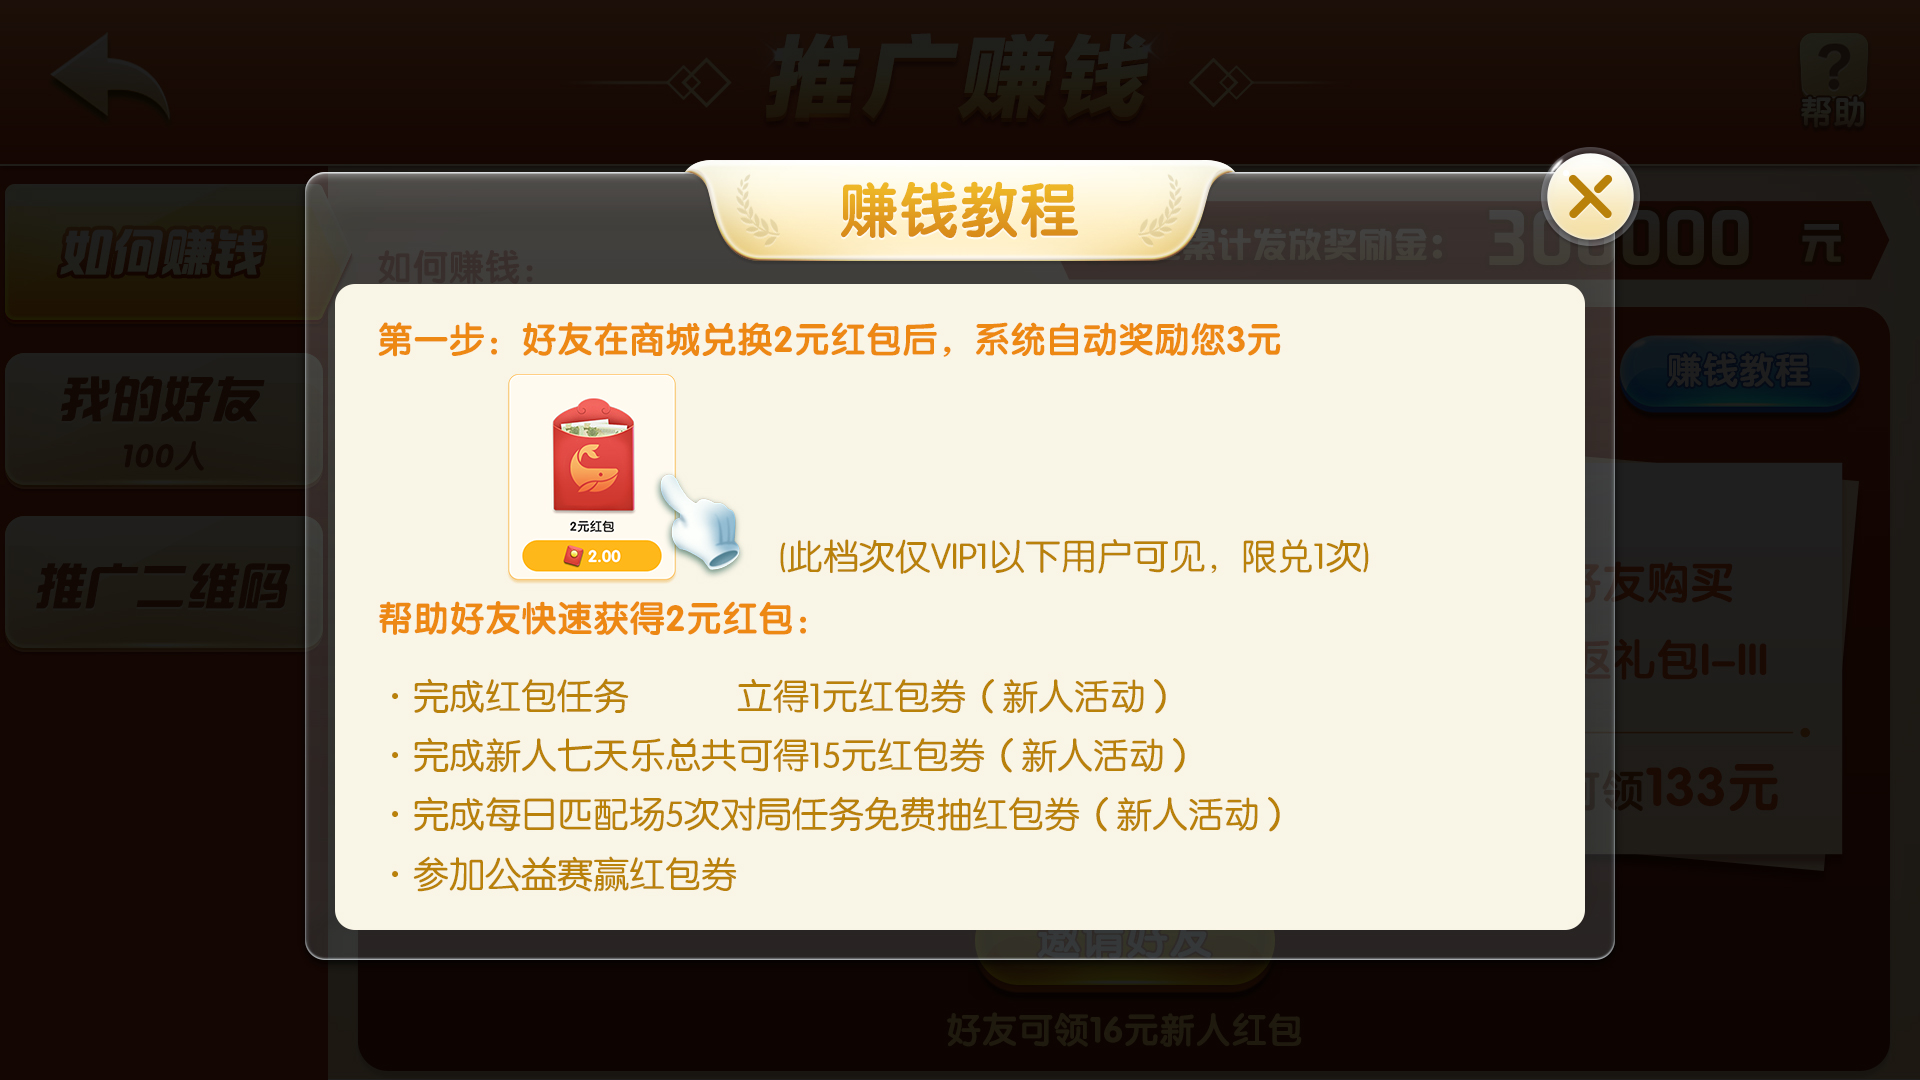 推广赚钱
帮助
如何赚钱
我的好友
100人
推广二维码
赚钱教程
如何赚钱：
累计发放奖励金：
元
赚钱教程
第一步：好友在商城兑换2元红包后，系统自动奖励您3元
2元红包
2.00
(此档次仅VIP1以下用户可见，限兑1次)
帮助好友快速获得2元红包：
·完成红包任务 立得1元红包券（新人活动）
·完成新人七天乐总共可得15元红包券（新人活动）
·完成每日匹配场5次对局任务免费抽红包券（新人活动）
·参加公益赛赢红包券
好友购买
返礼包I-III
可领133元
邀请好友
好友可领16元新人红包